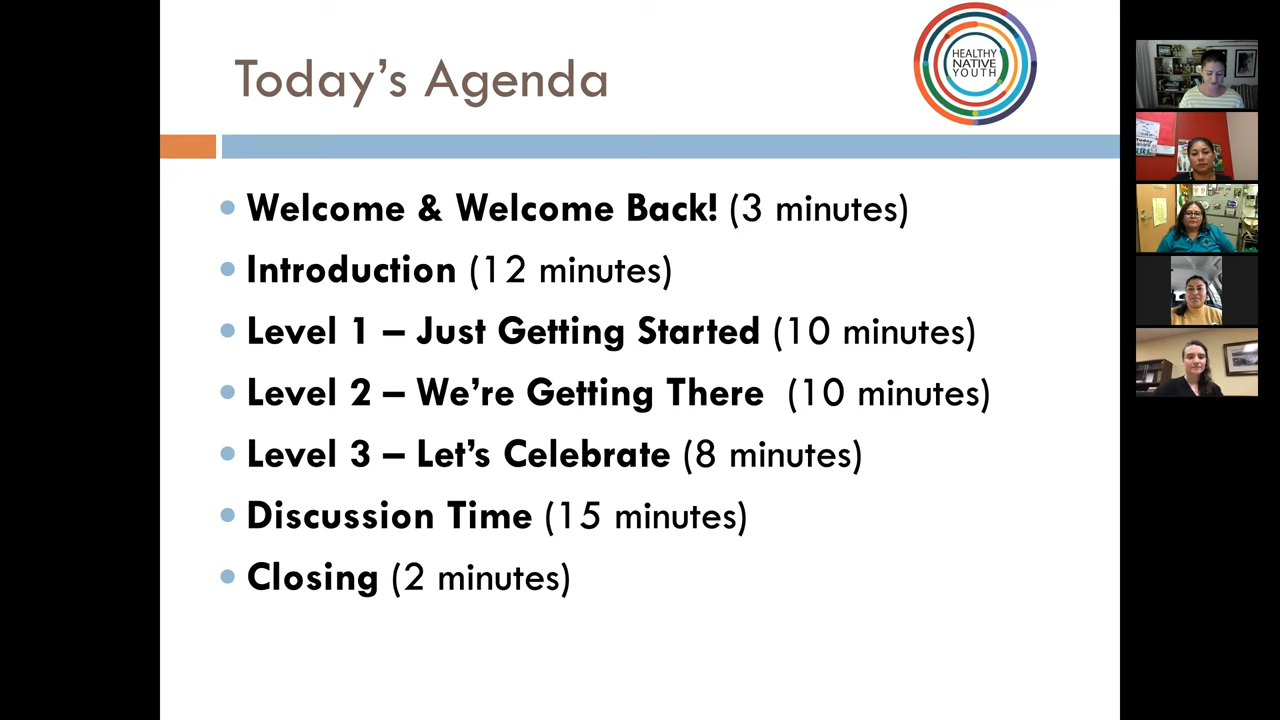 Today's Agenda
HEALTHY
NATIVE
YOUTH
• Welcome & Welcome Back! (3 minutes)
• Introduction (12 minutes)
• Level 1 – Just Getting Started (10 minutes)
• Level 2 – We're Getting There (10 minutes)
• Level 3 – Let's Celebrate (8 minutes)
• Discussion Time (15 minutes)
• Closing (2 minutes)
Today